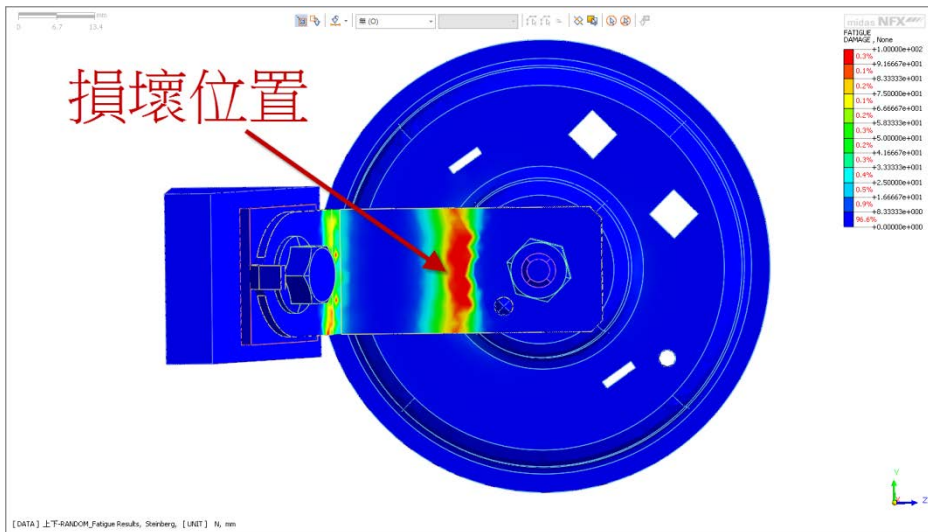 mm
0 6.7 13.4
(O)
midas NFX
FATIGUE
DAMAGE , None
+1.00000e+002
0.3%
+9.16667e+001
0.1%
+8.33333e+001
0.2%
+7.50000e+001
0.1%
+6.66667e+001
0.2%
+5.83333e+001
0.3%
+5.00000e+001
0.2%
+4.16667e+001
0.3%
+3.33333e+001
0.4%
+2.50000e+001
0.5%
+1.66667e+001
0.9%
+8.33333e+000
96.6%
+0.00000e+000
損壞位置
Y
Z
[DATA] 上下-RANDOM_Fatigue Results, Steinberg, [UNIT] N, mm